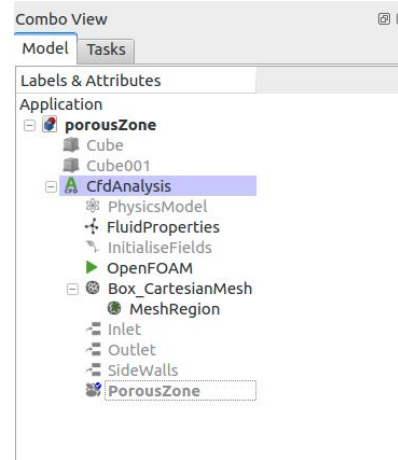 Combo View
Model Tasks
Labels & Attributes
Application
porousZone
Cube
Cube001
CfdAnalysis
PhysicsModel
FluidProperties
InitialiseFields
OpenFOAM
Box_CartesianMesh
MeshRegion
Inlet
Outlet
SideWalls
PorousZone